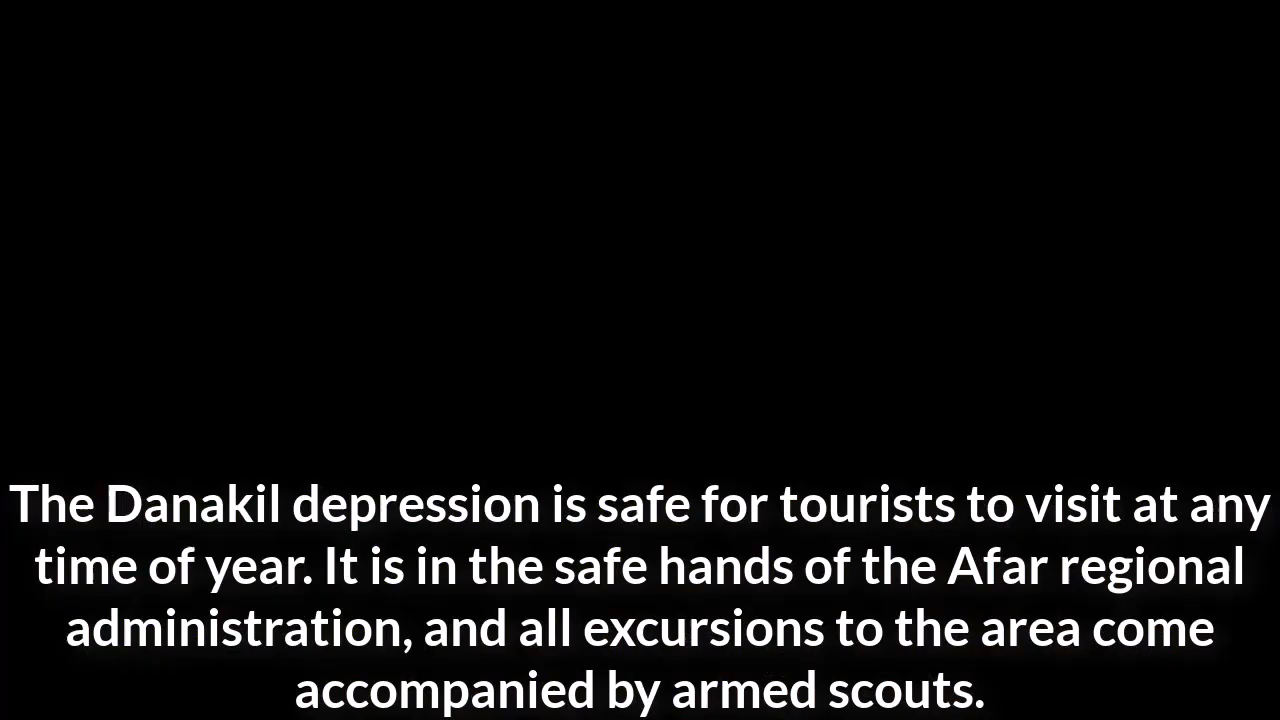 The Danakil depression is safe for tourists to visit at any
time of year. It is in the safe hands of the Afar regional
administration, and all excursions to the area come
accompanied by armed scouts.